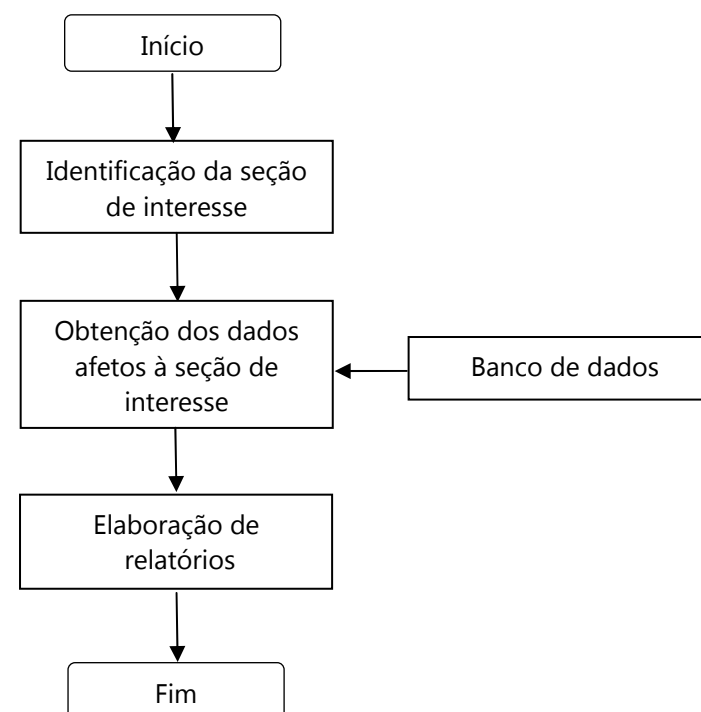 Início
Identificação da seção
de interesse
Obtenção dos dados
afetos à seção de
interesse
Banco de dados
Elaboração de
relatórios
Fim